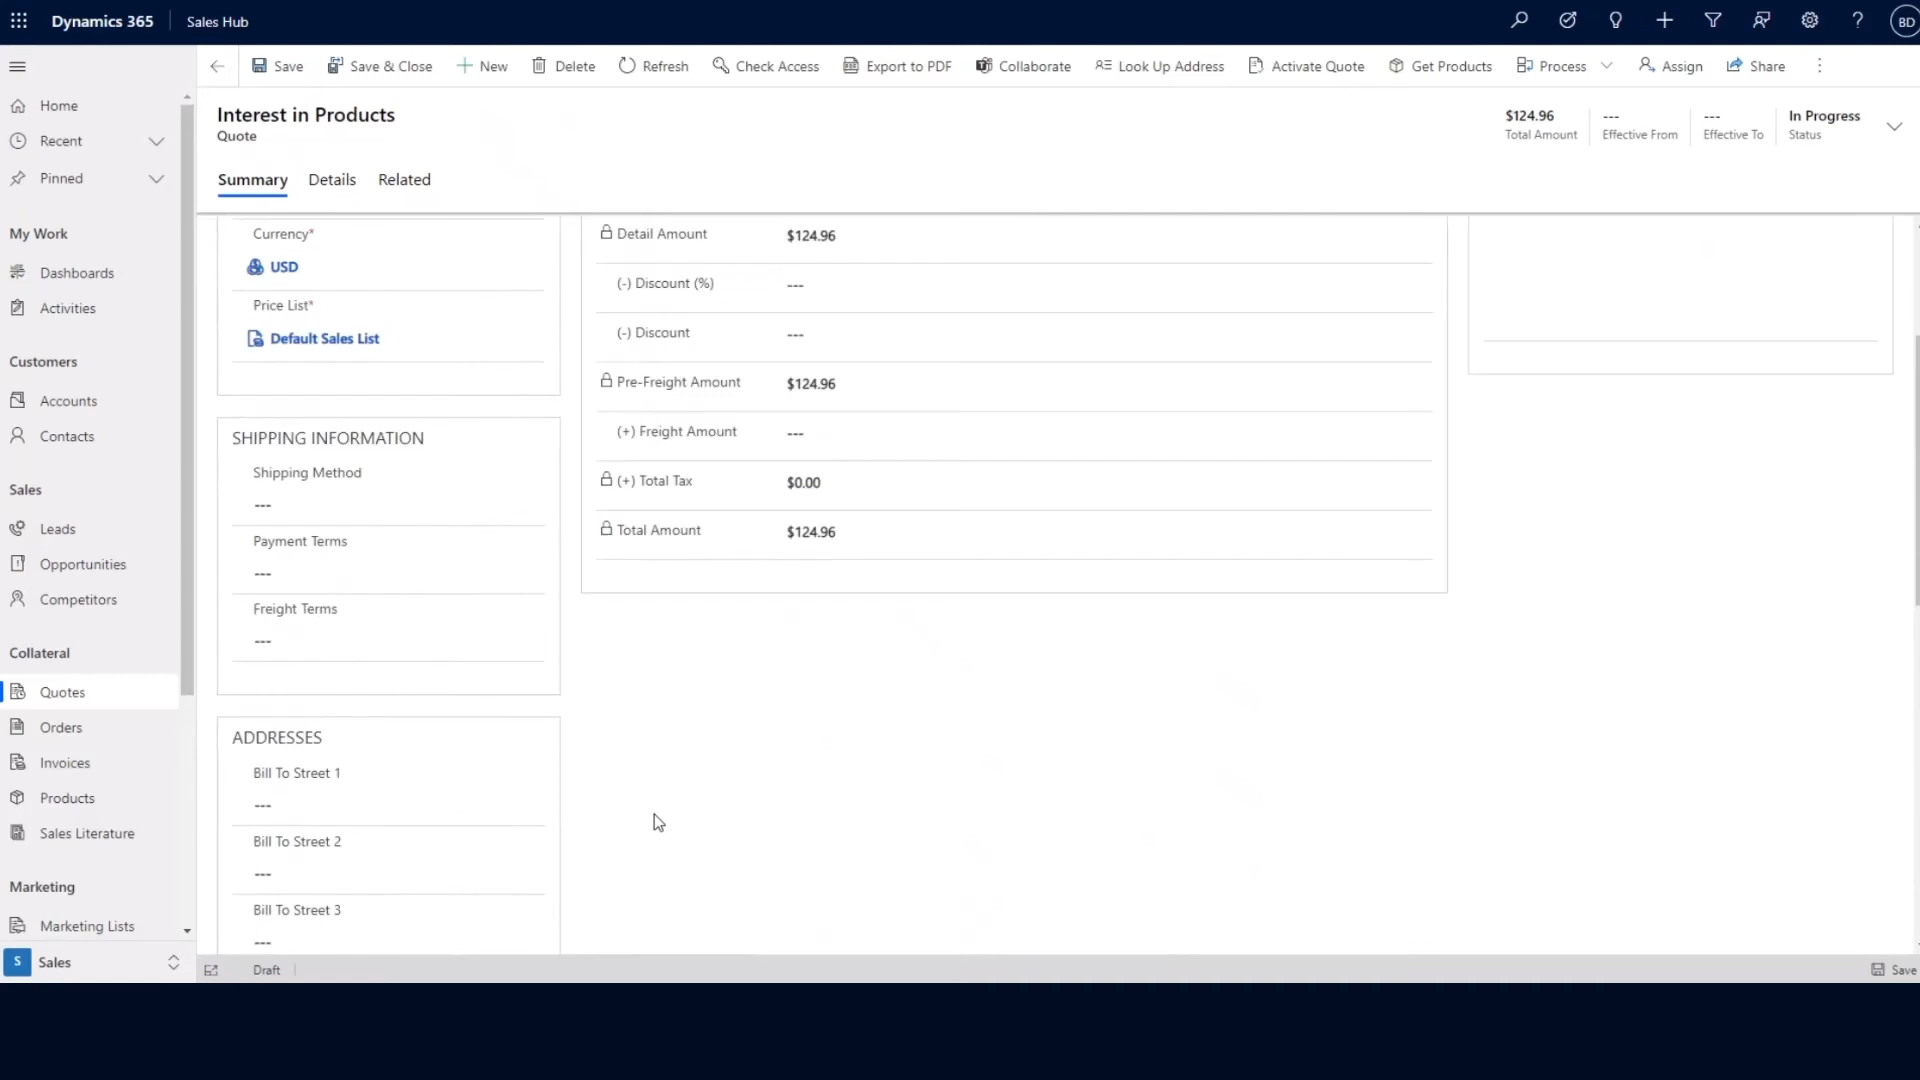 Dynamics 365 Sales Hub BD
Save Save & Close New Delete Refresh Check Access Export to PDF Collaborate Look Up Address Activate Quote Get Products Process Assign Share
Home
Recent
Pinned
My Work
Dashboards
Activities
Customers
Accounts
Contacts
Sales
Leads
Opportunities
Competitors
Collateral
Quotes
Orders
Invoices
Products
Sales Literature
Marketing
Marketing Lists
S Sales
Interest in Products
Quote
$124.96
Total Amount
---
Effective From
---
Effective To
In Progress
Status
Summary Details Related
Currency*
USD
Price List*
Default Sales List
SHIPPING INFORMATION
Shipping Method
---
Payment Terms
---
Freight Terms
---
ADDRESSES
Bill To Street 1
---
Bill To Street 2
---
Bill To Street 3
---
Detail Amount $124.96
(-) Discount (%) ---
(-) Discount ---
Pre-Freight Amount $124.96
(+) Freight Amount ---
(+) Total Tax $0.00
Total Amount $124.96
Draft
Save